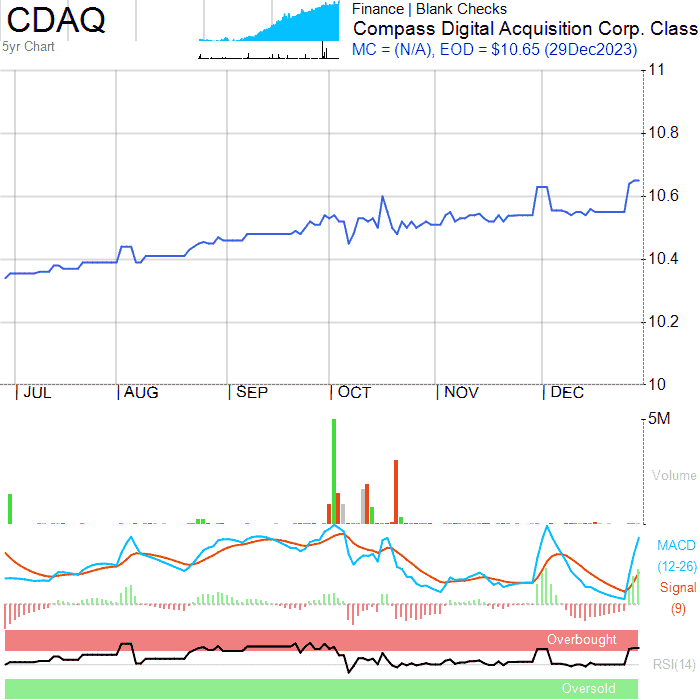 CDAQ
5yr Chart
Finance | Blank Checks
Compass Digital Acquisition Corp. Class
MC = (N/A), EOD = $10.65 (29Dec2023)
11
10.8
10.6
10.4
10.2
10
JUL AUG SEP OCT NOV DEC
5M
Volume
MACD
(12-26)
Signal
(9)
Overbought
RSI(14)
Oversold